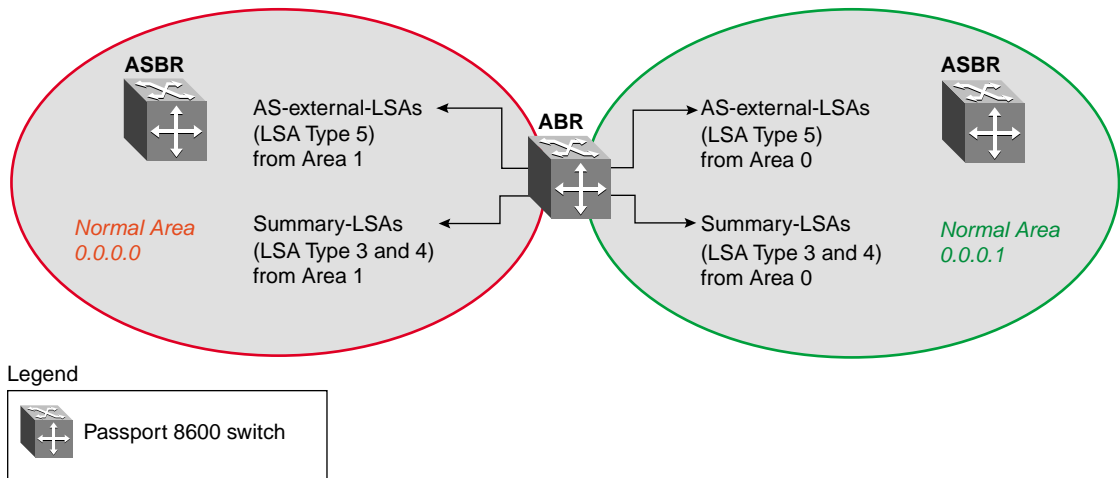 ASBR
AS-external-LSAs
(LSA Type 5)
from Area 1
Summary-LSAs
(LSA Type 3 and 4)
from Area 1
Normal Area
0.0.0.0
ABR
AS-external-LSAs
(LSA Type 5)
from Area 0
Summary-LSAs
(LSA Type 3 and 4)
from Area 0
ASBR
Normal Area
0.0.0.1
Legend
Passport 8600 switch